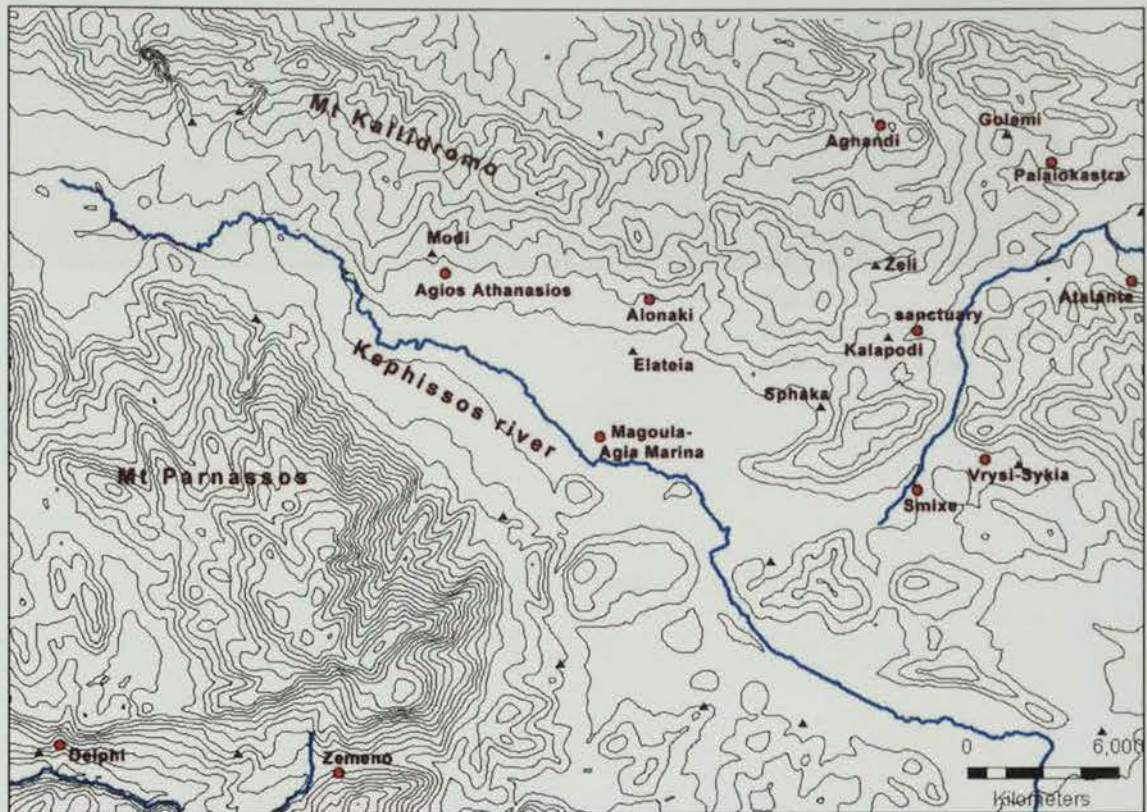 Mt Kallidromo
Golemi
Aghandi
Palaiokastra
Modi
Zeli
Agios Athanasios
Atalante
Alonaki
sanctuary
Kalapodi
Elateia
Kephissos river
Sphaka
Magoula-
Agia Marina
Mt Parnassos
Vrysi-Sykia
Smixe
0 6,000
Kilometers
Delphi
Zemeno